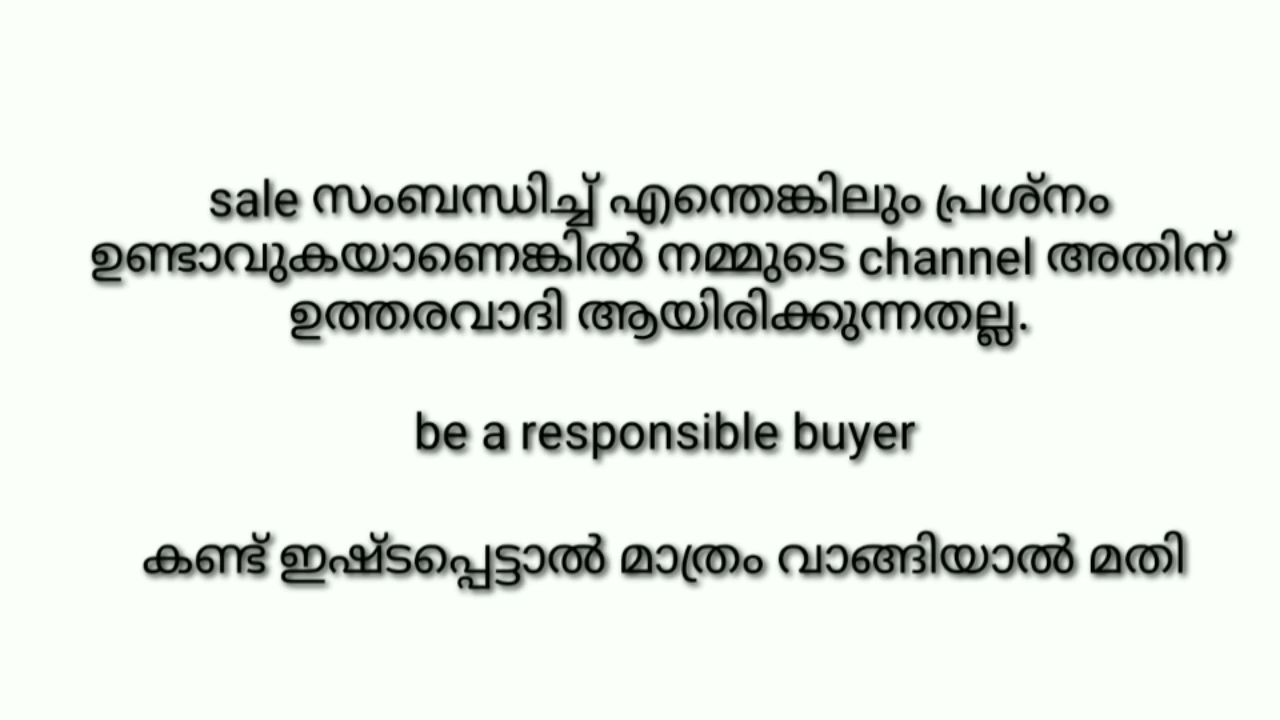 sale സംബന്ധിച്ച് എന്തെങ്കിലും പ്രശ്നം
ഉണ്ടാവുകയാണെങ്കിൽ നമ്മുടെ channel അതിന്
ഉത്തരവാദി ആയിരിക്കുന്നതല്ല.
be a responsible buyer
കണ്ട് ഇഷ്ടപ്പെട്ടാൽ മാത്രം വാങ്ങിയാൽ മതി